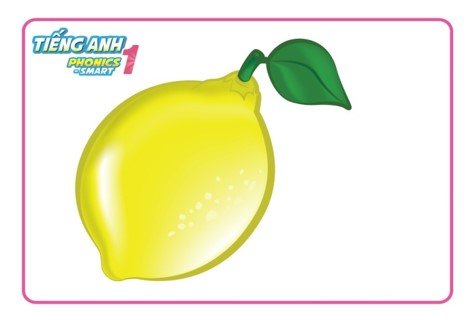 TIẾNG ANH
PHONICS
-SMART
1